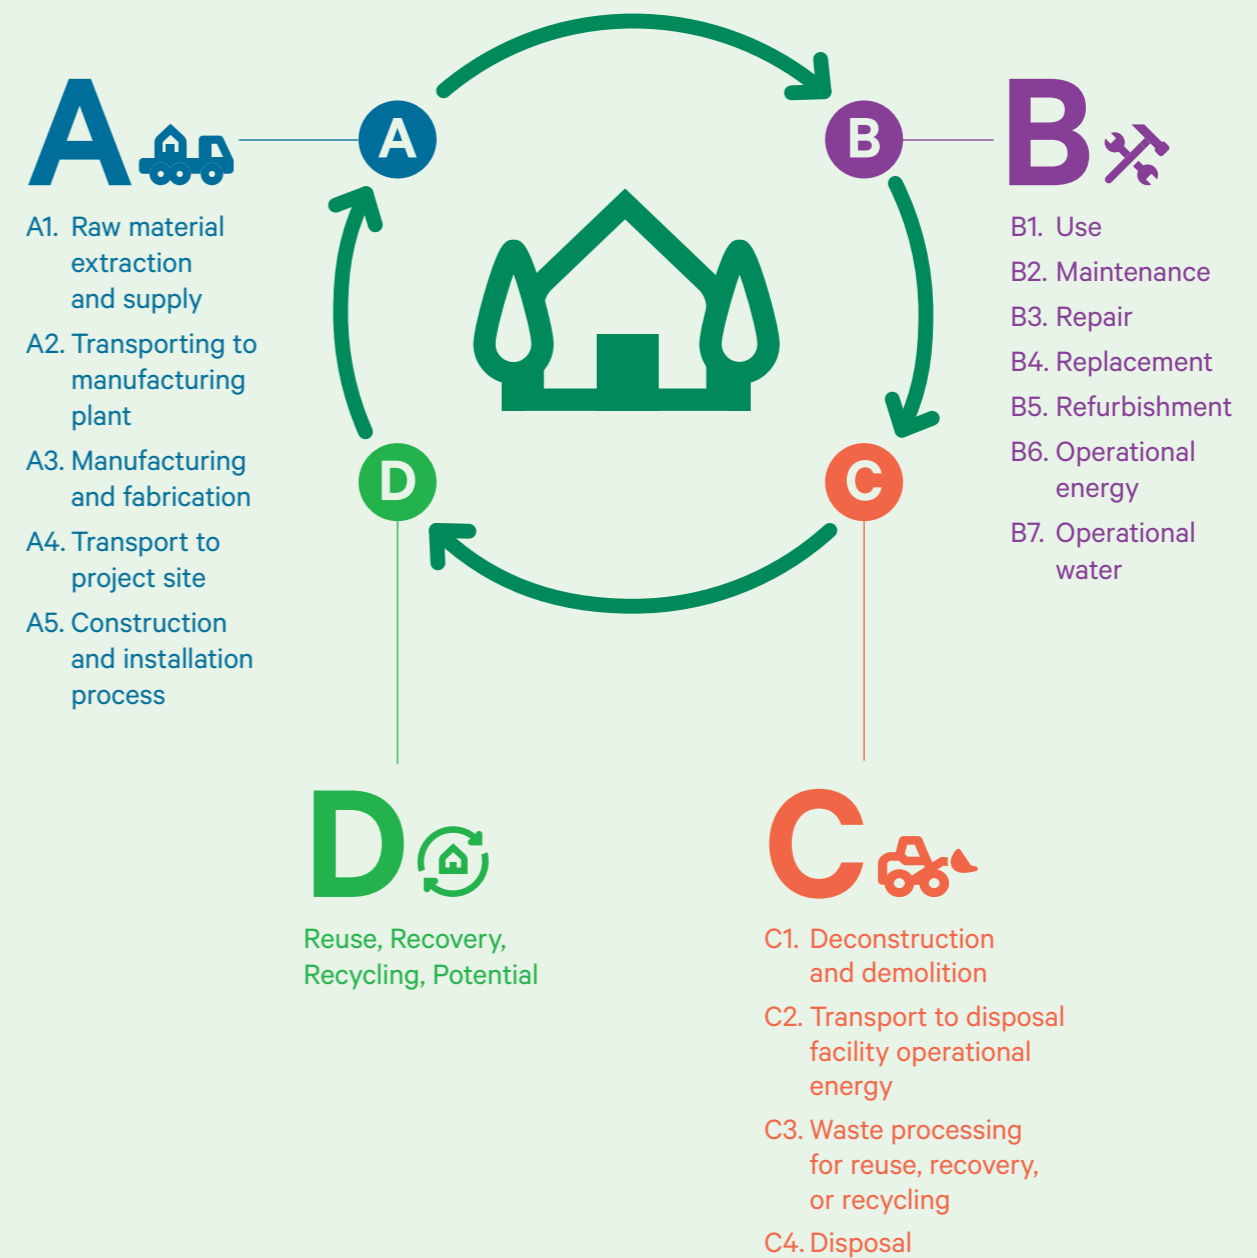 A
A
B
B
A1. Raw material
extraction
and supply
A2. Transporting to
manufacturing
plant
A3. Manufacturing
and fabrication
A4. Transport to
project site
A5. Construction
and installation
process
B1. Use
B2. Maintenance
B3. Repair
B4. Replacement
B5. Refurbishment
B6. Operational
energy
B7. Operational
water
D
C
D
Reuse, Recovery,
Recycling, Potential
C
C1. Deconstruction
and demolition
C2. Transport to disposal
facility operational
energy
C3. Waste processing
for reuse, recovery,
or recycling
C4. Disposal